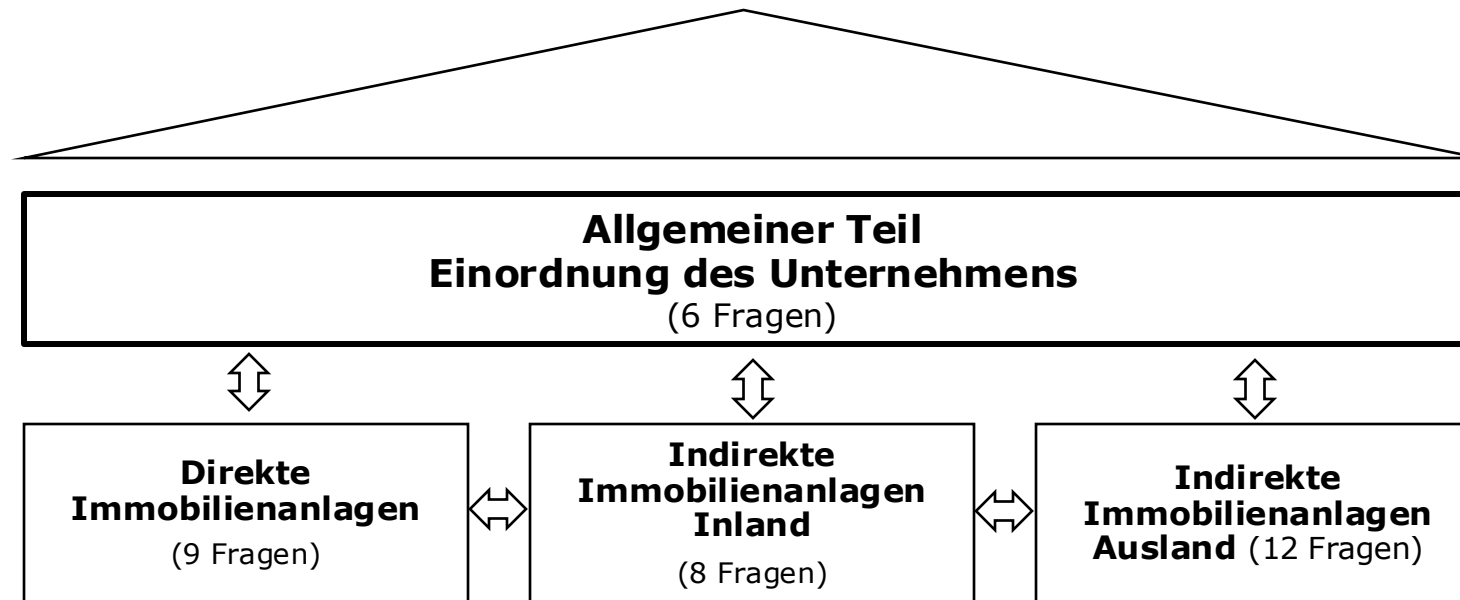 Allgemeiner Teil
Einordnung des Unternehmens
(6 Fragen)
Direkte
Immobilienanlagen
(9 Fragen)
Indirekte
Immobilienanlagen
Inland
(8 Fragen)
Indirekte
Immobilienanlagen
Ausland (12 Fragen)